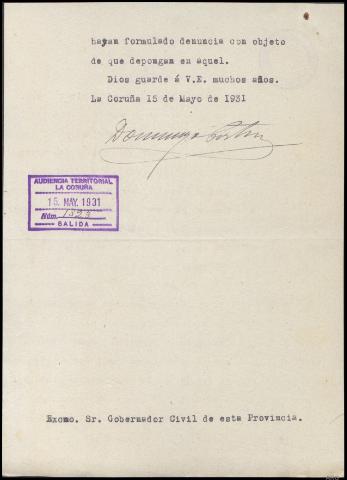 hayan formulado denuncia con objeto
de que depongan en aquel.
Dios guarde á V.E. muchos años.
La Coruña 15 de Mayo de 1931
Domingo
AUDIENCIA TERRITORIAL
LA CORUÑA
15 MAY. 1931
Núm.
SALIDA
Excmo. Sr. Gobernador Civil de esta Provincia.